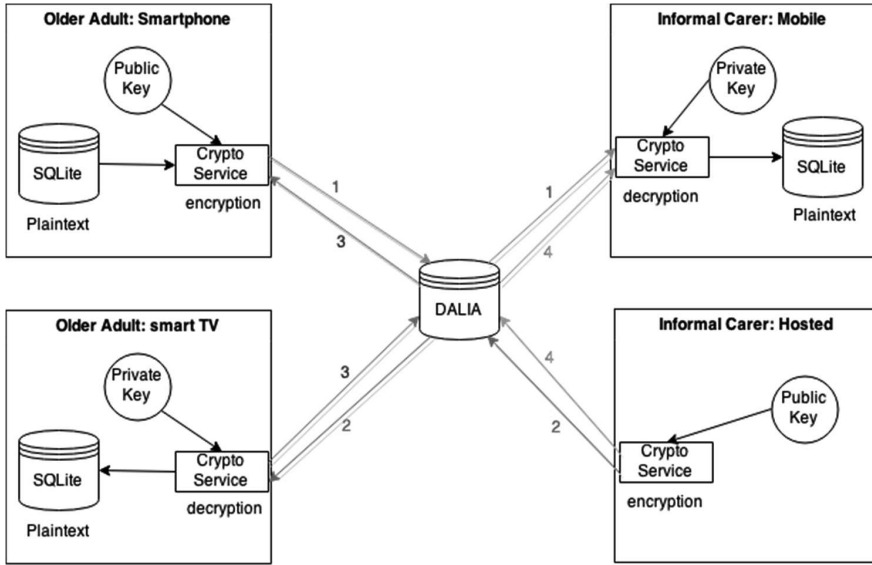 Older Adult: Smartphone
Public
Key
SQLite
Plaintext
Crypto
Service
encryption
Informal Carer: Mobile
Private
Key
Crypto
Service
decryption
SQLite
Plaintext
1
3
1
4
DALIA
Older Adult: smart TV
Private
Key
SQLite
Plaintext
Crypto
Service
decryption
3
2
4
2
Informal Carer: Hosted
Public
Key
Crypto
Service
encryption